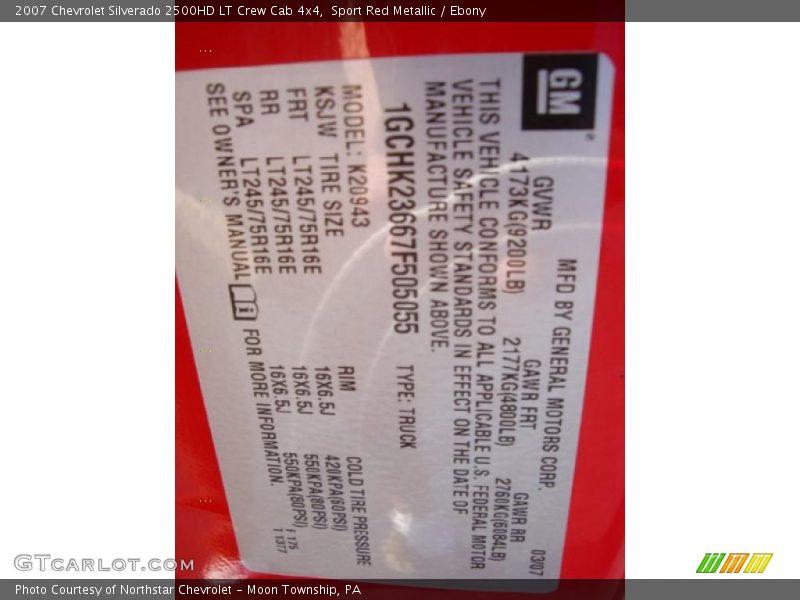 2007 Chevrolet Silverado 2500HD LT Crew Cab 4x4,  Sport Red Metallic / Ebony
GM
MFD BY GENERAL MOTORS CORP. 03/07
GVWR GAWR FRT GAWR RR
4173KG(9200LB) 2177KG(4800LB) 2760KG(6084LB)
THIS VEHICLE CONFORMS TO ALL APPLICABLE U.S. FEDERAL MOTOR
VEHICLE SAFETY STANDARDS IN EFFECT ON THE DATE OF
MANUFACTURE SHOWN ABOVE.
1GCHK23667F505055 TYPE: TRUCK
MODEL: K20943
KSJW TIRE SIZE RIM COLD TIRE PRESSURE
FRT LT245/75R16E 16X6.5J 420KPA(60PSI)
RR LT245/75R16E 16X6.5J 550KPA(80PSI)
SPA LT245/75R16E 16X6.5J 550KPA(80PSI)
SEE OWNER'S MANUAL FOR MORE INFORMATION.
F 175
T 1377
GTCARLOT.COM
Photo Courtesy of Northstar Chevrolet - Moon Township, PA